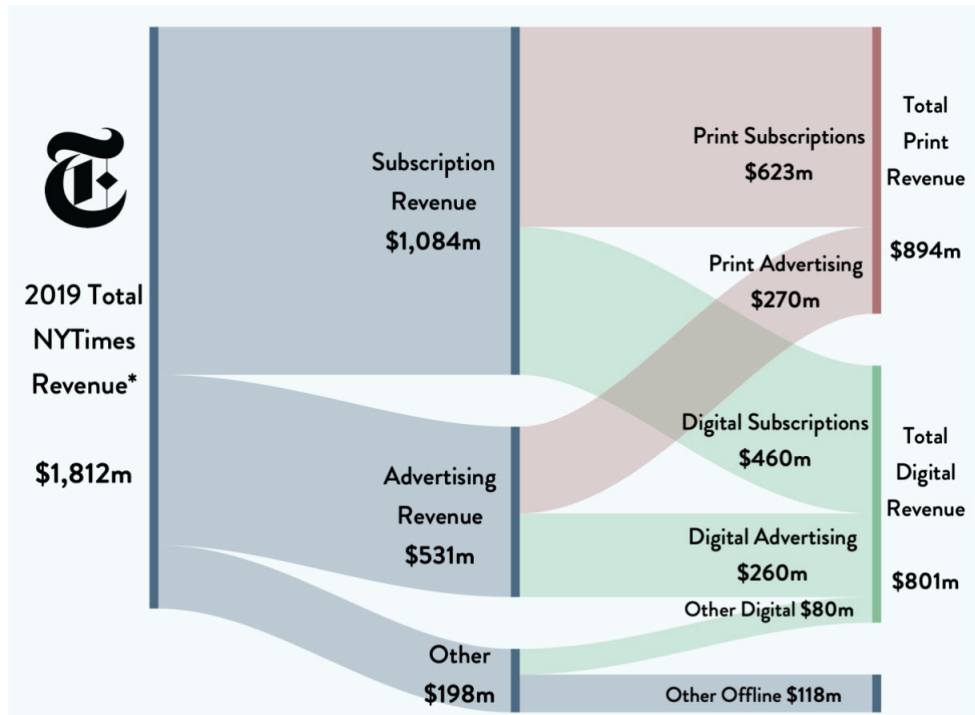 2019 Total
NYTimes
Revenue*
$1,812m
Subscription
Revenue
$1,084m
Advertising
Revenue
$531m
Other
$198m
Print Subscriptions
$623m
Print Advertising
$270m
Digital Subscriptions
$460m
Digital Advertising
$260m
Other Digital $80m
Other Offline $118m
Total
Print
Revenue
$894m
Total
Digital
Revenue
$801m